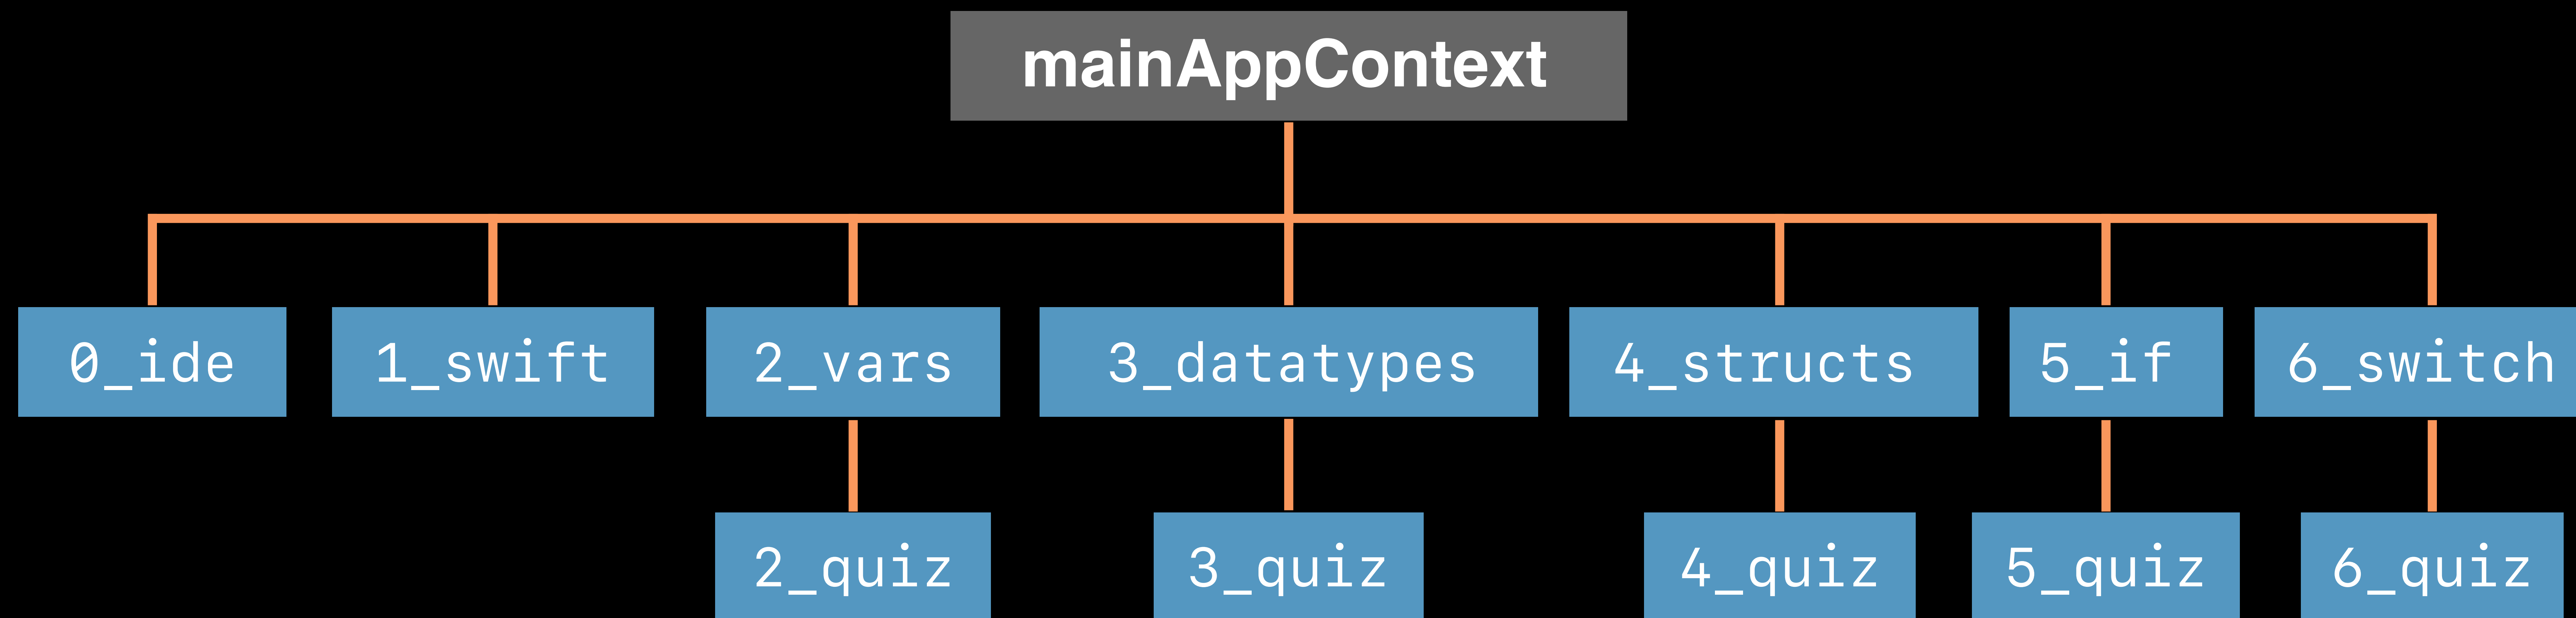 mainAppContext
0_ide
1_swift
2_vars
3_datatypes
4_structs
5_if
6_switch
2_quiz
3_quiz
4_quiz
5_quiz
6_quiz